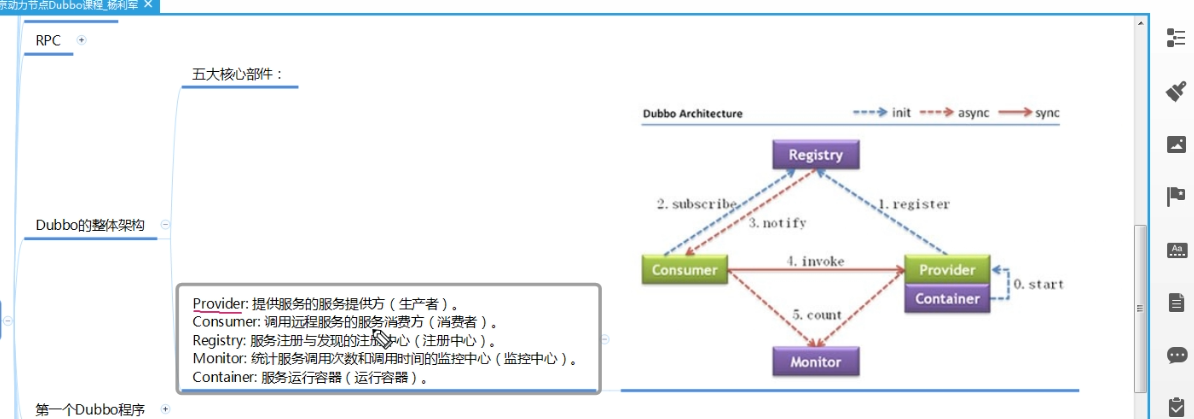 京动力节点Dubbo课程_杨利军
RPC
五大核心部件：
Dubbo的整体架构
Provider: 提供服务的服务提供方（生产者）。
Consumer: 调用远程服务的服务消费方（消费者）。
Registry: 服务注册与发现的注册中心（注册中心）。
Monitor: 统计服务调用次数和调用时间的监控中心（监控中心）。
Container: 服务运行容器（运行容器）。
第一个Dubbo程序
Dubbo Architecture
init
async
sync
Registry
2. subscribe
1. register
3. notify
Consumer
4. invoke
Provider
Container
0. start
5. count
Monitor
Aa